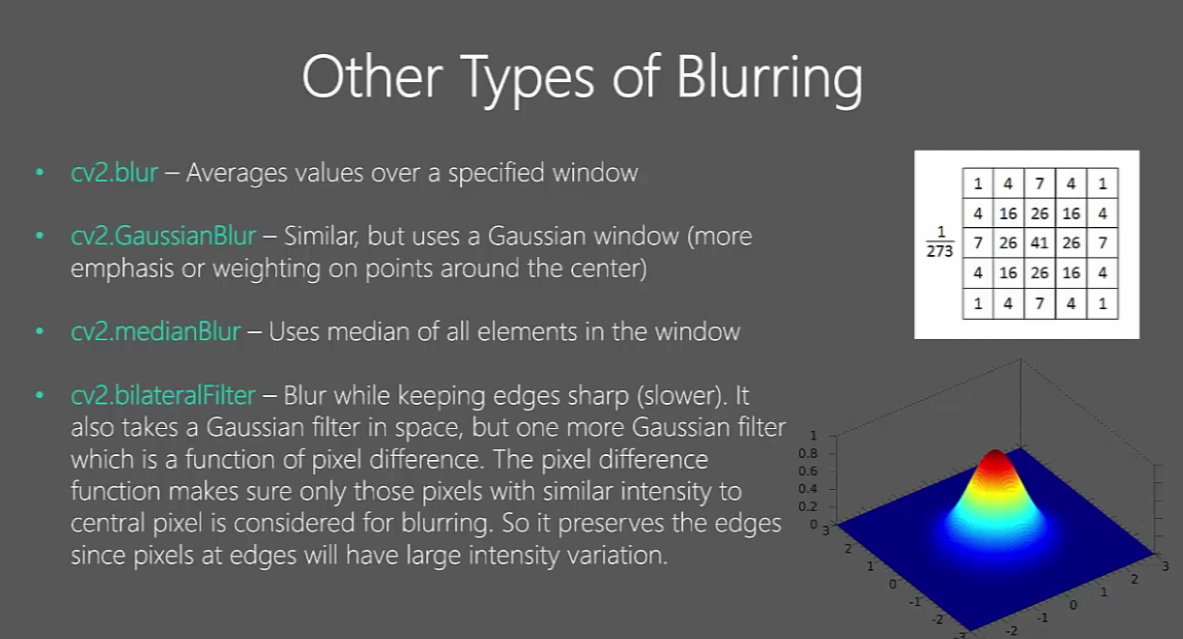 Other Types of Blurring
• cv2.blur – Averages values over a specified window
• cv2.GaussianBlur – Similar, but uses a Gaussian window (more
emphasis or weighting on points around the center)
• cv2.medianBlur – Uses median of all elements in the window
• cv2.bilateralFilter – Blur while keeping edges sharp (slower). It
also takes a Gaussian filter in space, but one more Gaussian filter
which is a function of pixel difference. The pixel difference
function makes sure only those pixels with similar intensity to
central pixel is considered for blurring. So it preserves the edges
since pixels at edges will have large intensity variation.
1/273
1 4 7 4 1
4 16 26 16 4
7 26 41 26 7
4 16 26 16 4
1 4 7 4 1
1
0.8
0.6
0.4
0.2
0
3
2
1
0
-1
-2
-3
-2
-1
0
1
2
3